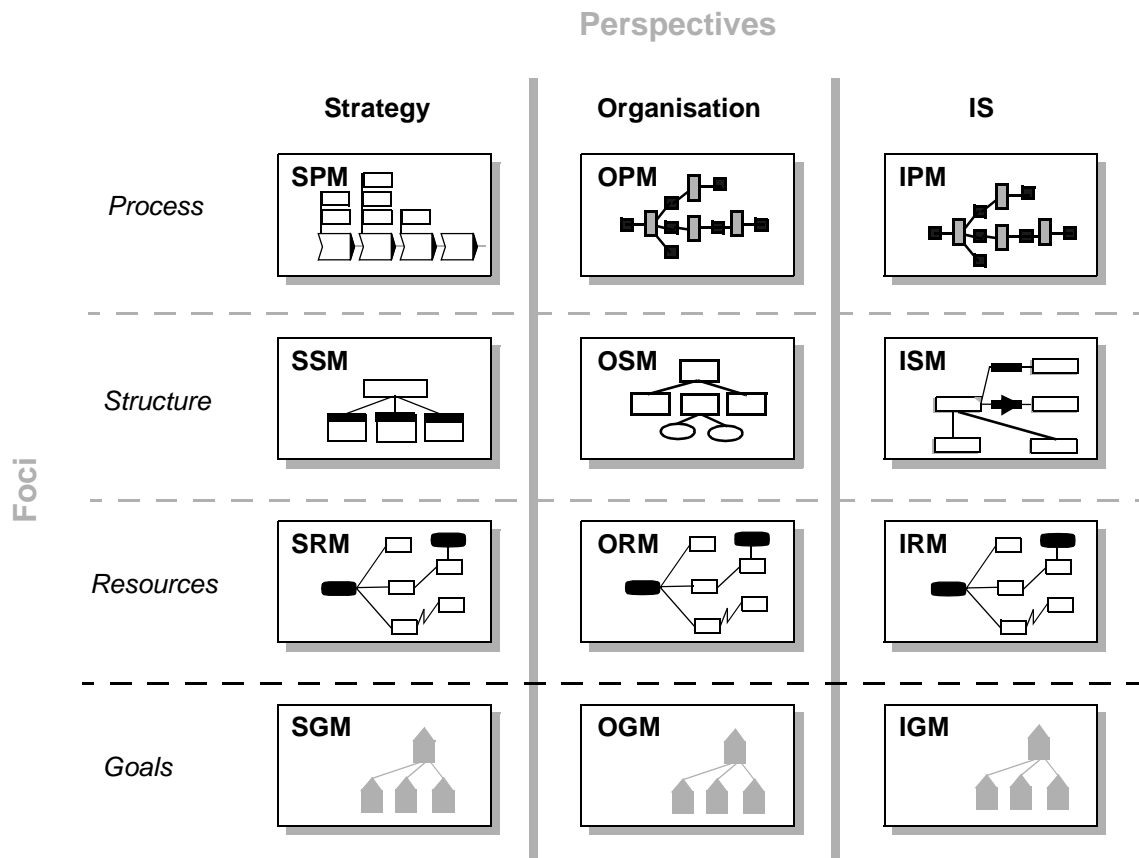 Perspectives
Strategy
Organisation
IS
Foci
Process
SPM
OPM
IPM
Structure
SSM
OSM
ISM
Resources
SRM
ORM
IRM
Goals
SGM
OGM
IGM